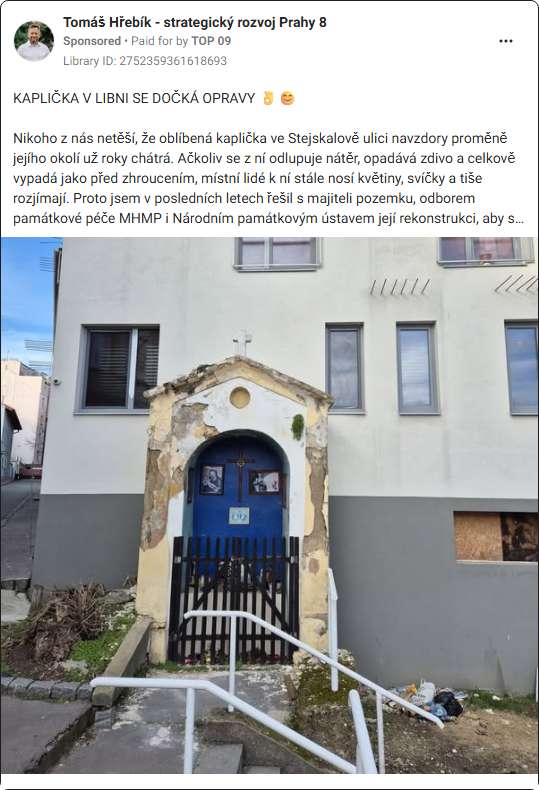 Tomáš Hřebík - strategický rozvoj Prahy 8
Sponsored • Paid for by TOP 09
Library ID: 2752359361618693
KAPLIČKA V LIBNI SE DOČKÁ OPRAVY 👌 😊
Nikoho z nás netěší, že oblíbená kaplička ve Stejskalově ulici navzdory proměně
jejího okolí už roky chátrá. Ačkoliv se z ní odlupuje nátěr, opadává zdivo a celkově
vypadá jako před zhroucením, místní lidé k ní stále nosí květiny, svíčky a tiše
rozjímají. Proto jsem v posledních letech řešil s majiteli pozemku, odborem
památkové péče MHMP i Národním památkovým ústavem její rekonstrukci, aby s...